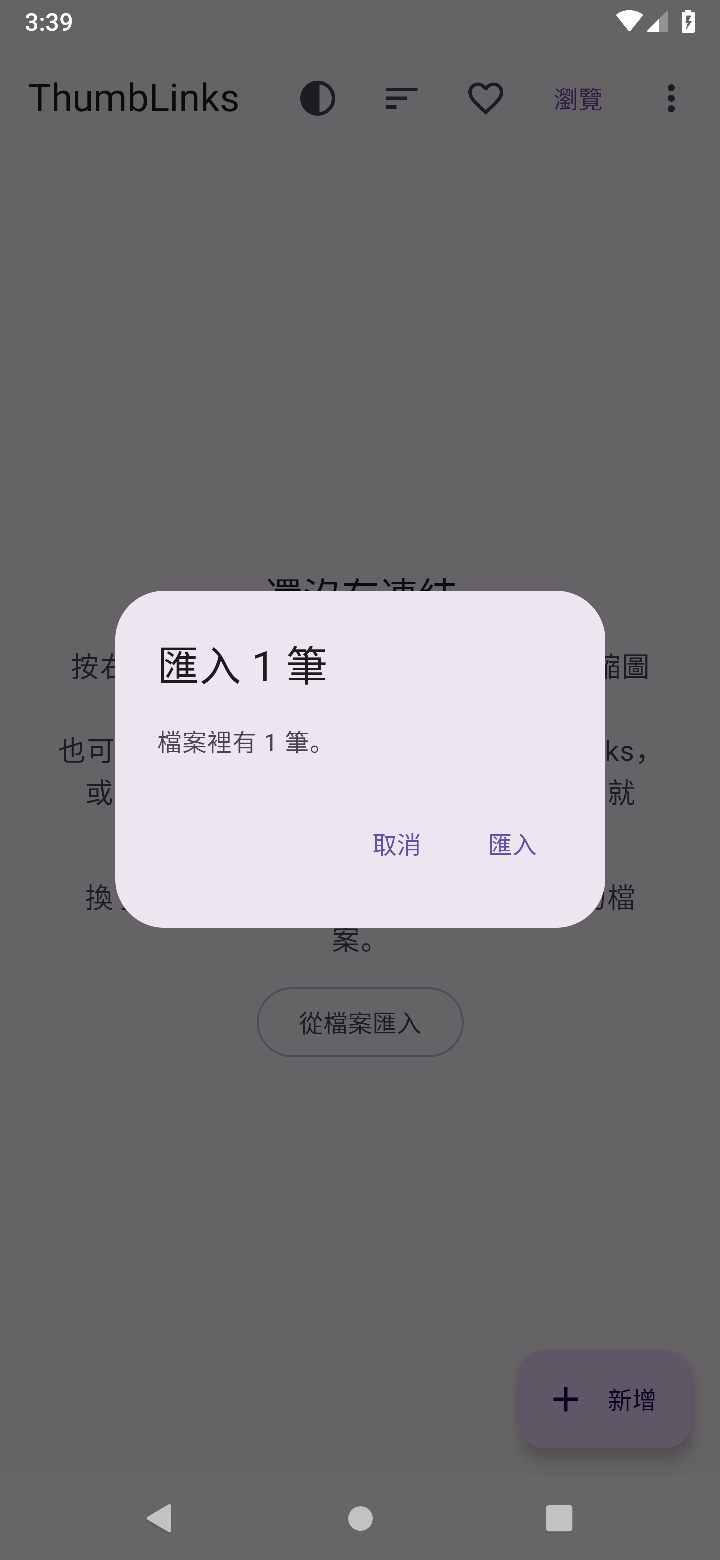 3:39
ThumbLinks
瀏覽
匯入 1 筆
檔案裡有 1 筆。
取消
匯入
按
縮圖
也可
ks，
或
就
換
檔
案。
從檔案匯入
新增